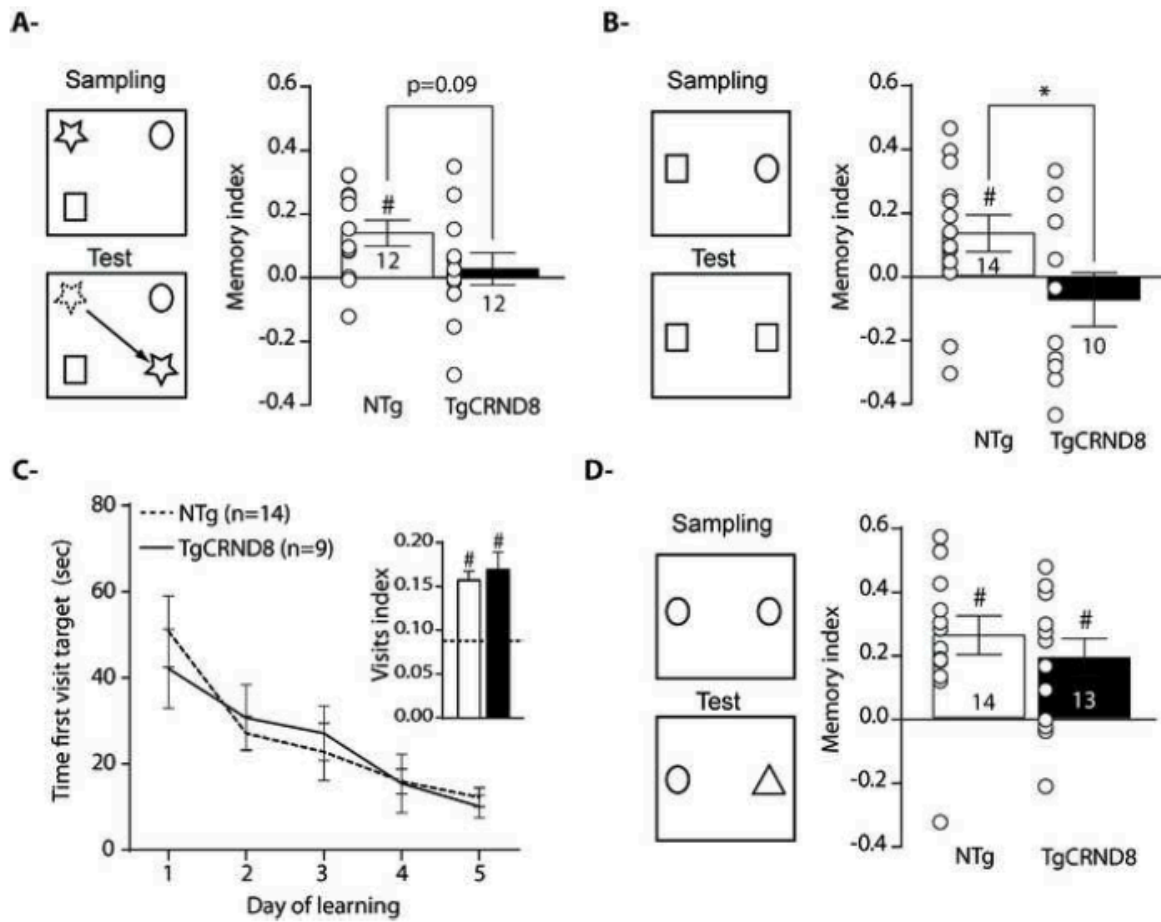 A-
Sampling
Test
Memory index
0.6
0.4
0.2
0.0
-0.2
-0.4
p=0.09
#
12
12
NTg
TgCRND8
B-
Sampling
Test
Memory index
0.6
0.4
0.2
0.0
-0.2
-0.4
*
#
14
10
NTg
TgCRND8
C-
Time first visit target (sec)
80
60
40
20
0
NTg (n=14)
TgCRND8 (n=9)
Visits index
0.20
0.15
0.10
0.05
0.00
#
#
1
2
3
4
5
Day of learning
D-
Sampling
Test
Memory index
0.6
0.4
0.2
0.0
-0.2
-0.4
#
#
14
13
NTg
TgCRND8